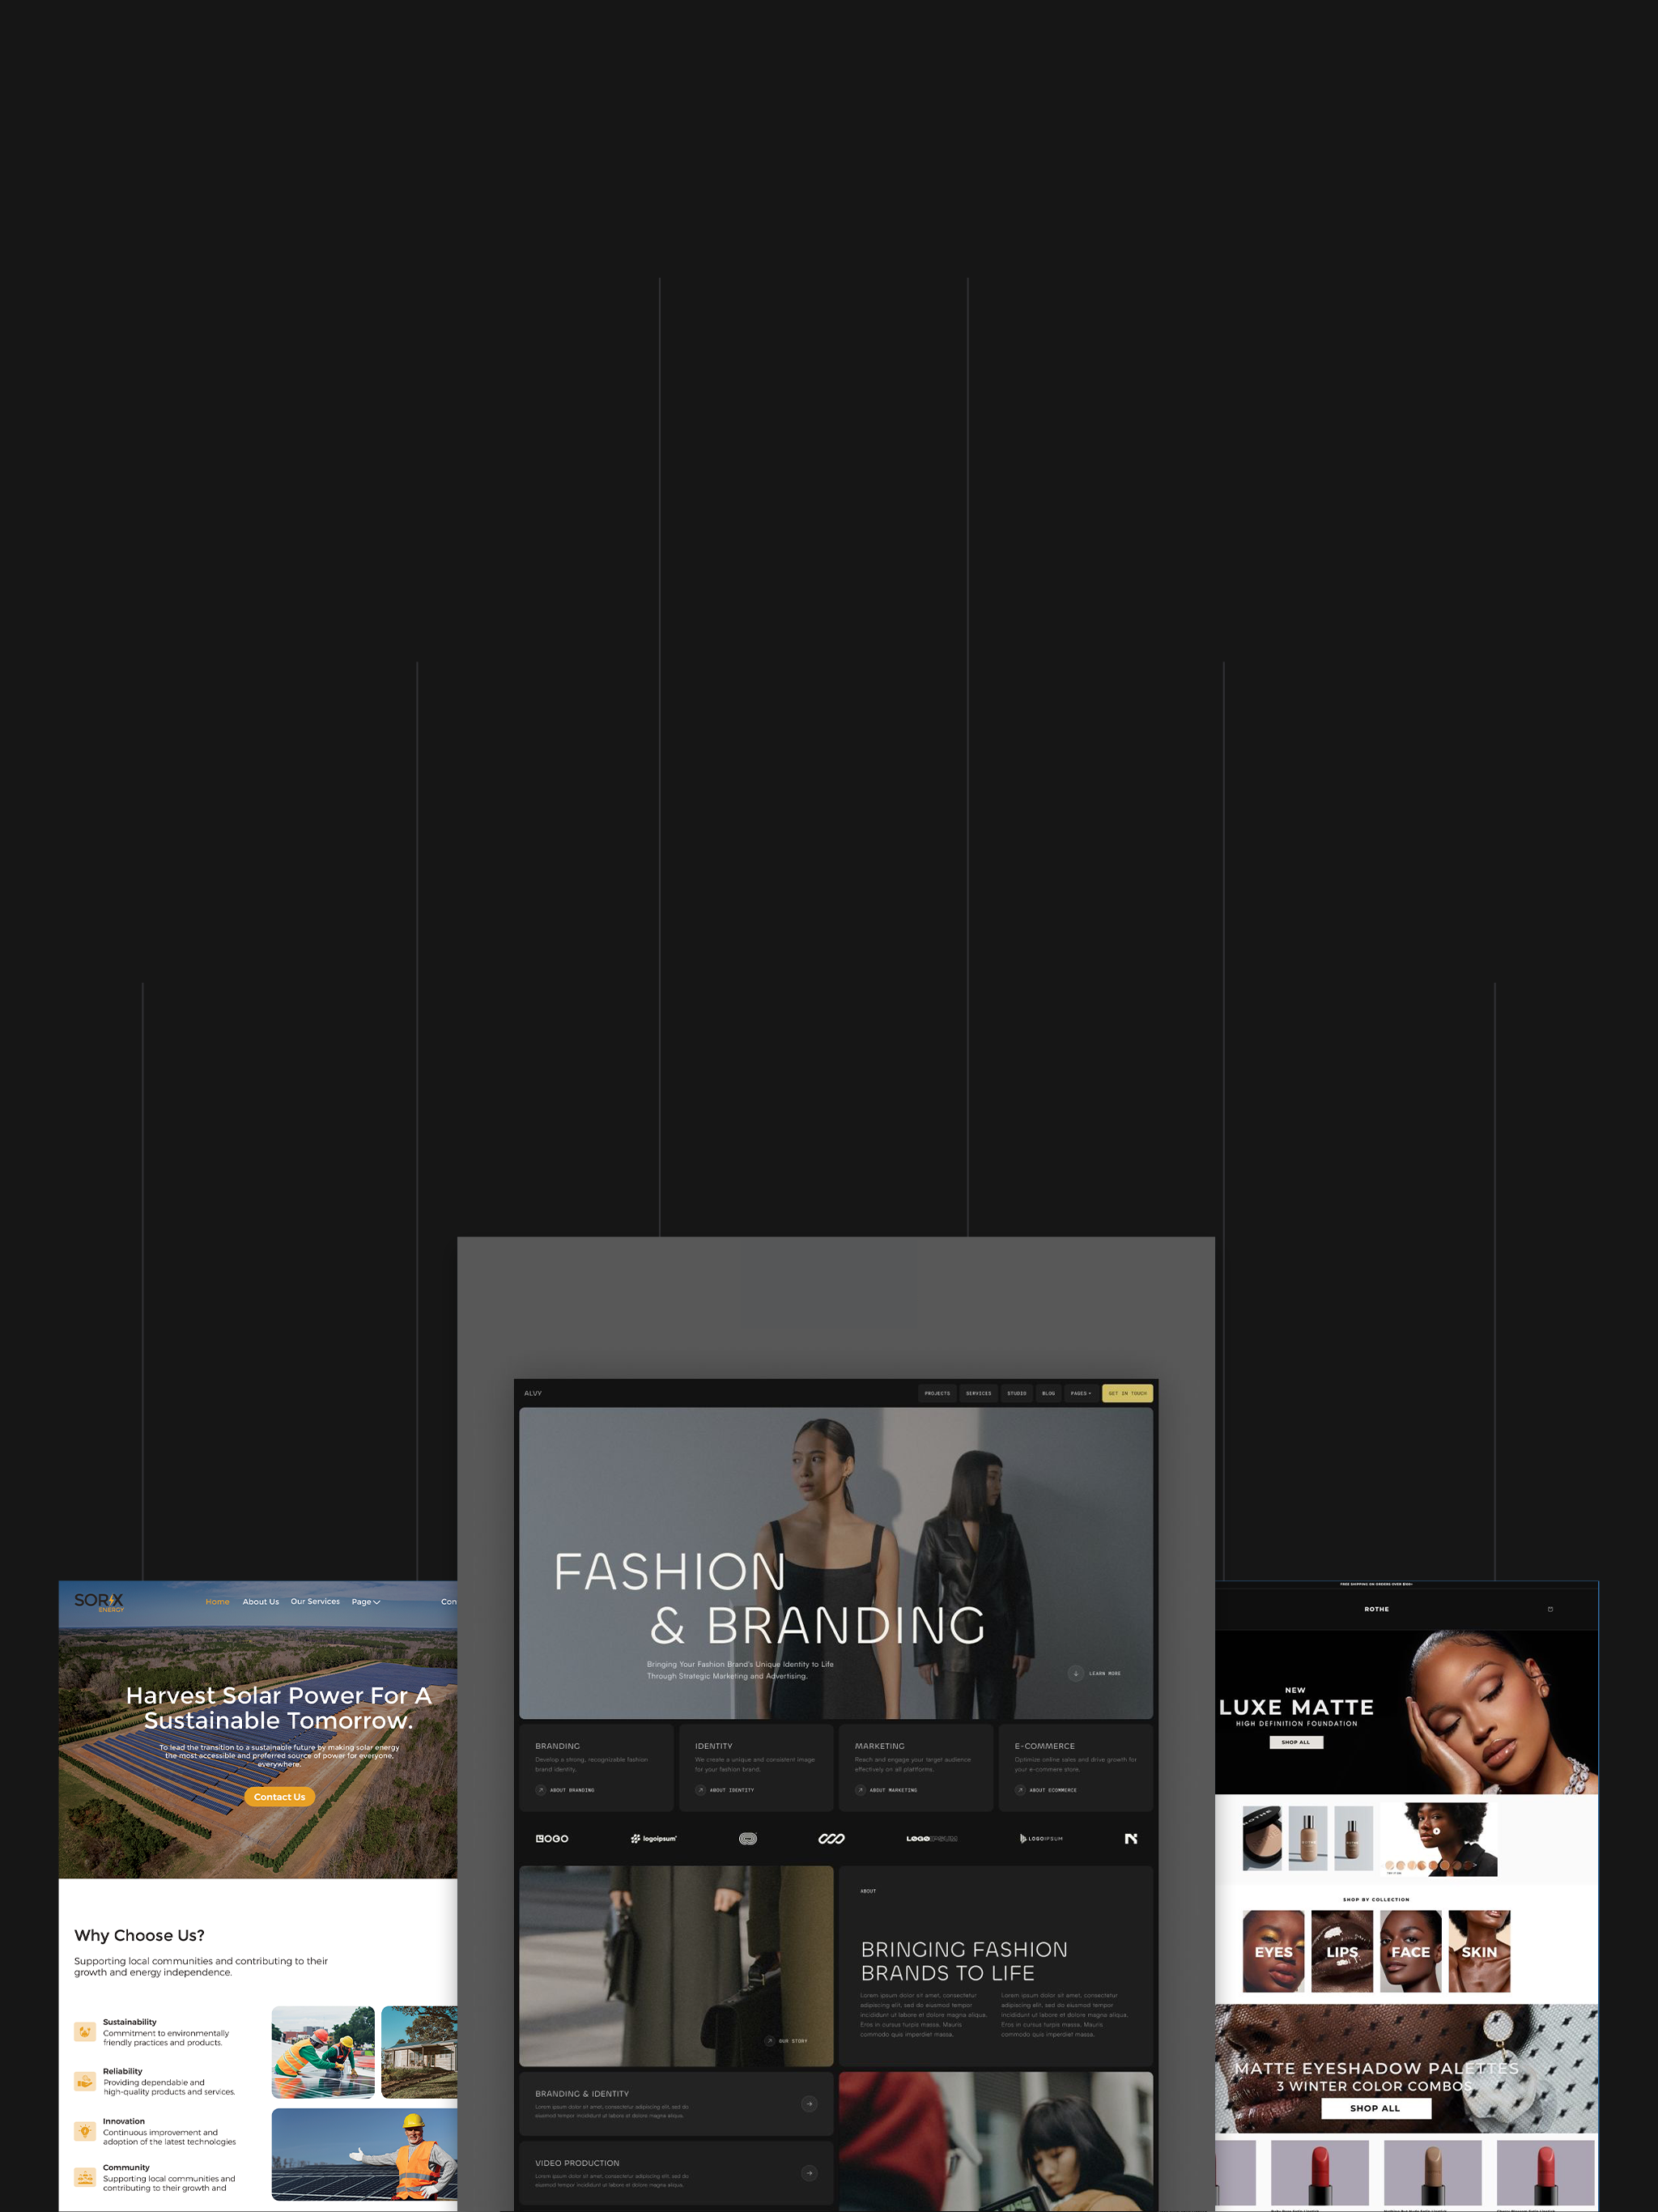 SORIX
ENERGY
Home
About Us
Our Services
Page
Con
Harvest Solar Power For A
Sustainable Tomorrow.
To lead the transition to a sustainable future by making solar energy
the most accessible and preferred source of power for everyone,
everywhere.
Contact Us
Why Choose Us?
Supporting local communities and contributing to their
growth and energy independence.
Sustainability
Commitment to environmentally
friendly practices and products.
Reliability
Providing dependable and
high-quality products and services.
Innovation
Continuous improvement and
adoption of the latest technologies
Community
Supporting local communities and
contributing to their growth and
ALVY
PROJECTS
SERVICES
STUDIO
BLOG
PAGES +
GET IN TOUCH
FASHION
& BRANDING
Bringing Your Fashion Brand's Unique Identity to Life
Through Strategic Marketing and Advertising.
LEARN MORE
BRANDING
Develop a strong, recognizable fashion
brand identity.
ABOUT BRANDING
IDENTITY
We create a unique and consistent image
for your fashion brand.
ABOUT IDENTITY
MARKETING
Reach and engage your target audience
effectively on all platforms.
ABOUT MARKETING
E-COMMERCE
Optimize online sales and drive growth for
your e-commere store.
ABOUT ECOMMERCE
LOGO
logoipsum
LOGOIPSUM
LOGOIPSUM
OUR STORY
ABOUT
BRINGING FASHION
BRANDS TO LIFE
Lorem ipsum dolor sit amet, consectetur
adipiscing elit, sed do eiusmod tempor
incididunt ut labore et dolore magna aliqua.
Eros in cursus turpis massa. Mauris
commodo quis imperdiet massa.
Lorem ipsum dolor sit amet, consectetur
adipiscing elit, sed do eiusmod tempor
incididunt ut labore et dolore magna aliqua.
Eros in cursus turpis massa. Mauris
commodo quis imperdiet massa.
BRANDING & IDENTITY
Lorem ipsum dolor sit amet, consectetur adipiscing elit, sed do
eiusmod tempor incididunt ut labore et dolore magna aliqua.
VIDEO PRODUCTION
Lorem ipsum dolor sit amet, consectetur adipiscing elit, sed do
eiusmod tempor incididunt ut labore et dolore magna aliqua.
FREE SHIPPING ON ORDERS OVER $100+
ROTHE
NEW
LUXE MATTE
HIGH DEFINITION FOUNDATION
SHOP ALL
SHOP BY COLLECTION
EYES
LIPS
FACE
SKIN
MATTE EYESHADOW PALETTES
3 WINTER COLOR COMBOS
SHOP ALL